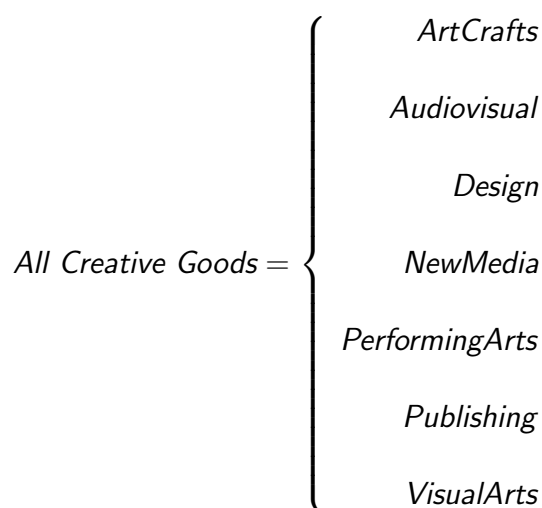 ArtCrafts
Audiovisual
Design
All Creative Goods = NewMedia
PerformingArts
Publishing
VisualArts